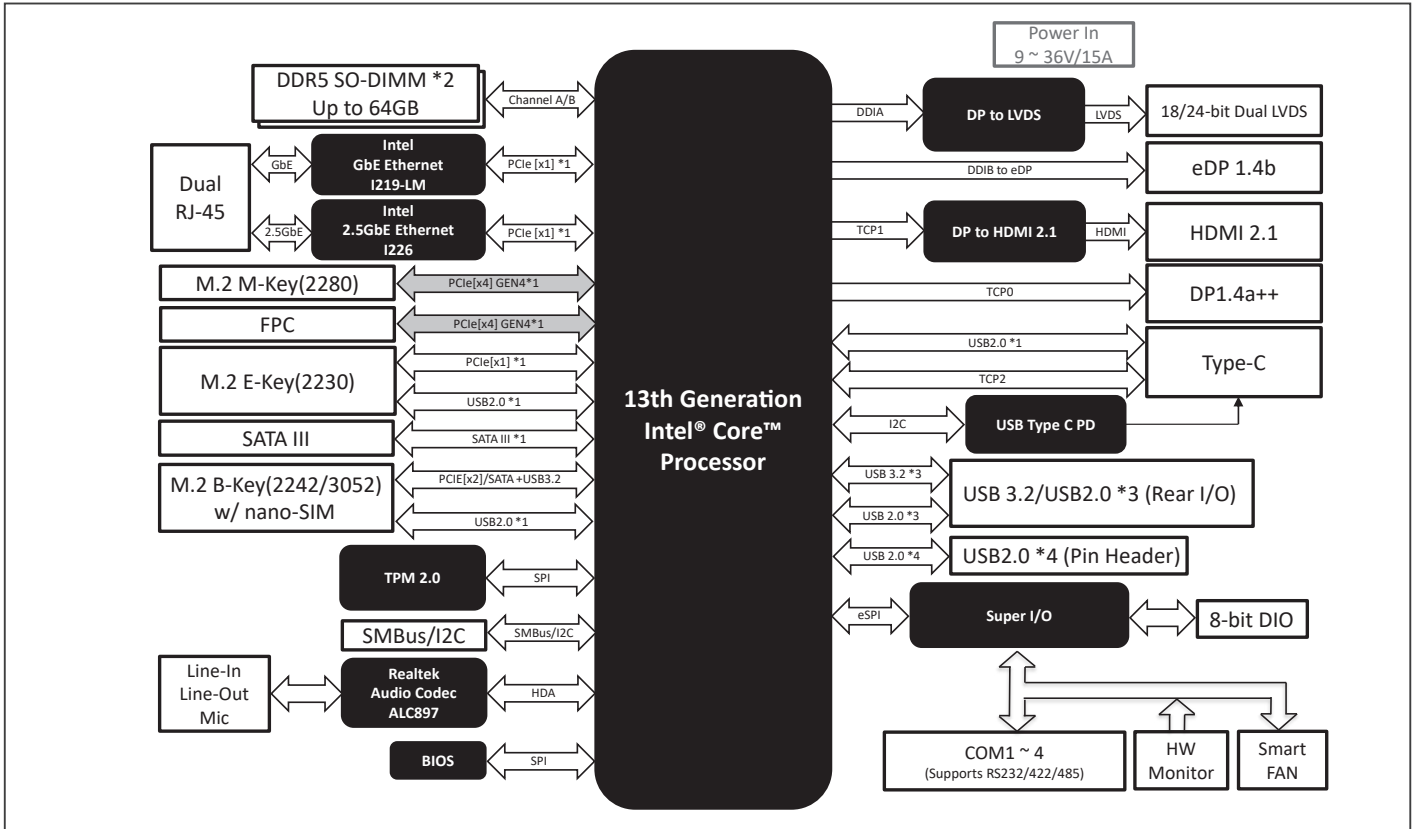 Power In
9 ~ 36V/15A
DDR5 SO-DIMM *2
Up to 64GB
Channel A/B
Dual
RJ-45
GbE
Intel
GbE Ethernet
I219-LM
PCIe [x1] *1
2.5GbE
Intel
2.5GbE Ethernet
I226
PCIe [x1] *1
M.2 M-Key(2280)
PCIe[x4] GEN4*1
FPC
PCIe[x4] GEN4*1
M.2 E-Key(2230)
PCIe[x1] *1
USB2.0 *1
SATA III
SATA III *1
M.2 B-Key(2242/3052)
w/ nano-SIM
PCIE[x2]/SATA +USB3.2
USB2.0 *1
TPM 2.0
SPI
SMBus/I2C
SMBus/I2C
Line-In
Line-Out
Mic
Realtek
Audio Codec
ALC897
HDA
BIOS
SPI
13th Generation
Intel® Core™
Processor
DDIA
DP to LVDS
LVDS
18/24-bit Dual LVDS
DDIB to eDP
eDP 1.4b
TCP1
DP to HDMI 2.1
HDMI
HDMI 2.1
TCP0
DP1.4a++
USB2.0 *1
TCP2
Type-C
I2C
USB Type C PD
USB 3.2 *3
USB 2.0 *3
USB 3.2/USB2.0 *3 (Rear I/O)
USB 2.0 *4
USB2.0 *4 (Pin Header)
eSPI
Super I/O
8-bit DIO
COM1 ~ 4
(Supports RS232/422/485)
HW
Monitor
Smart
FAN